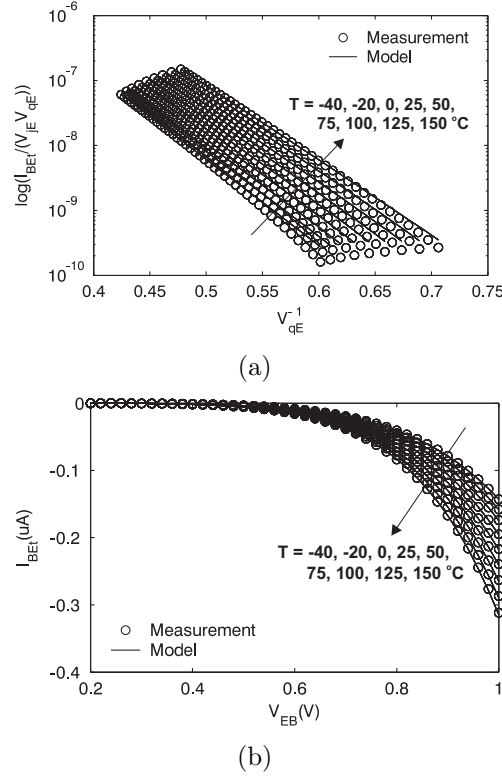 10^-6
10^-7
10^-8
10^-9
10^-10
log(I_BEt/(V_jE V_qE))
Measurement
Model
T = -40, -20, 0, 25, 50,
75, 100, 125, 150 °C
0.4 0.45 0.5 0.55 0.6 0.65 0.7 0.75
V_qE^-1
(a)
0
-0.1
-0.2
-0.3
-0.4
I_BEt(uA)
T = -40, -20, 0, 25, 50,
75, 100, 125, 150 °C
Measurement
Model
0.2 0.4 0.6 0.8 1
V_EB(V)
(b)